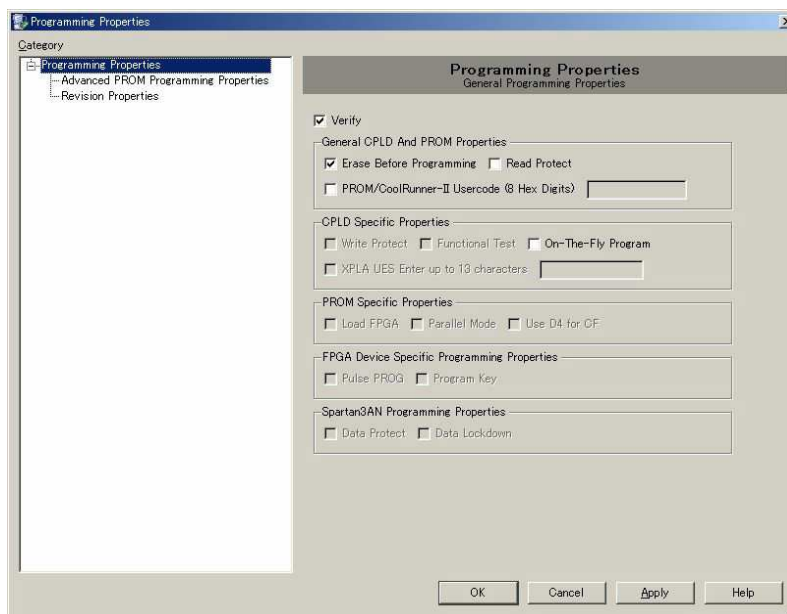 Programming Properties
Category
Programming Properties
Advanced PROM Programming Properties
Revision Properties
Programming Properties
General Programming Properties
Verify
General CPLD And PROM Properties
Erase Before Programming Read Protect
PROM/CoolRunner-II Usercode (8 Hex Digits)
CPLD Specific Properties
Write Protect Functional Test On-The-Fly Program
XPLA UES Enter up to 13 characters
PROM Specific Properties
Load FPGA Parallel Mode Use D4 for CF
FPGA Device Specific Programming Properties
Pulse PROG Program Key
Spartan3AN Programming Properties
Data Protect Data Lockdown
OK Cancel Apply Help